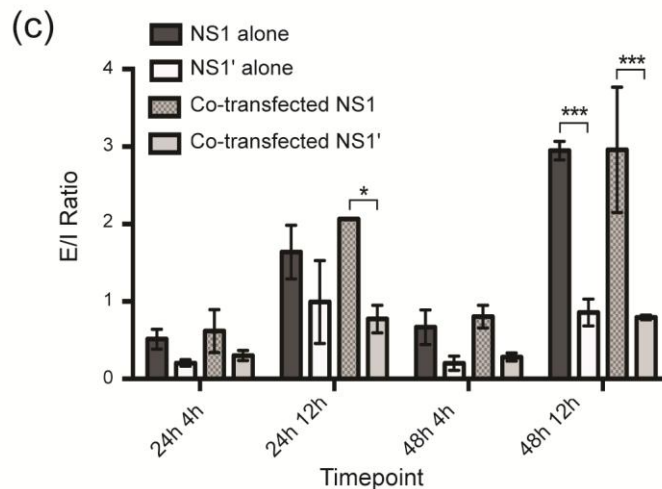 (c)
NS1 alone
NS1' alone
Co-transfected NS1
Co-transfected NS1'
4
3
2
1
0
E/I Ratio
*
***
***
24h 4h
24h 12h
48h 4h
48h 12h
Timepoint